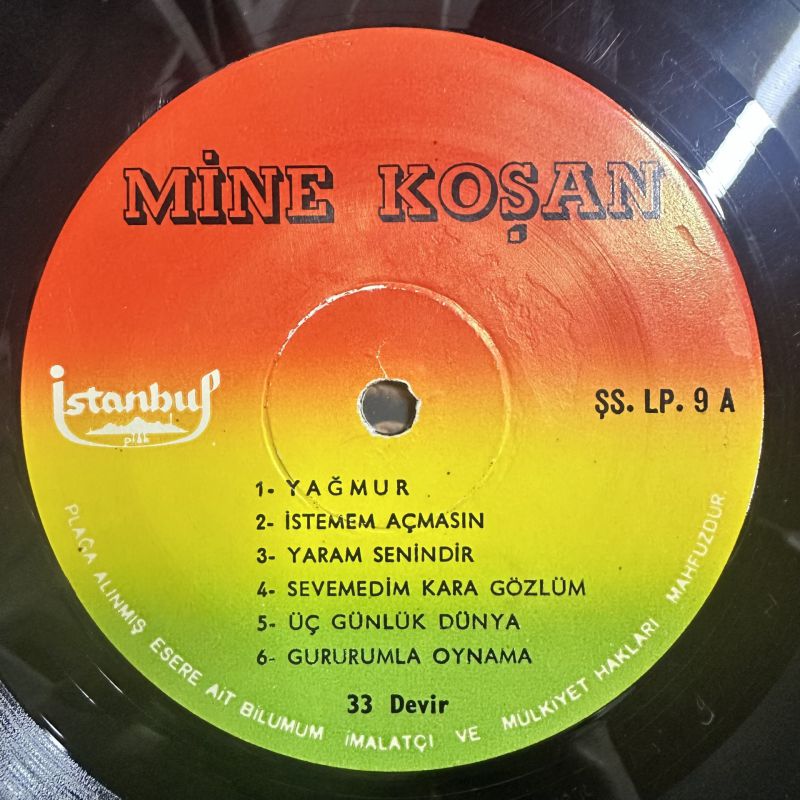 MİNE KOŞAN
İstanbul
plak
ŞS. LP. 9 A
1- YAĞMUR
2- İSTEMEM AÇMASIN
3- YARAM SENİNDİR
4- SEVEMEDİM KARA GÖZLÜM
5- ÜÇ GÜNLÜK DÜNYA
6- GURURUMLA OYNAMA
33 Devir
PLAĞA ALINMIŞ ESERE AİT BİLUMUM İMALATÇI VE MÜLKİYET HAKLARI MAHFUZDUR.